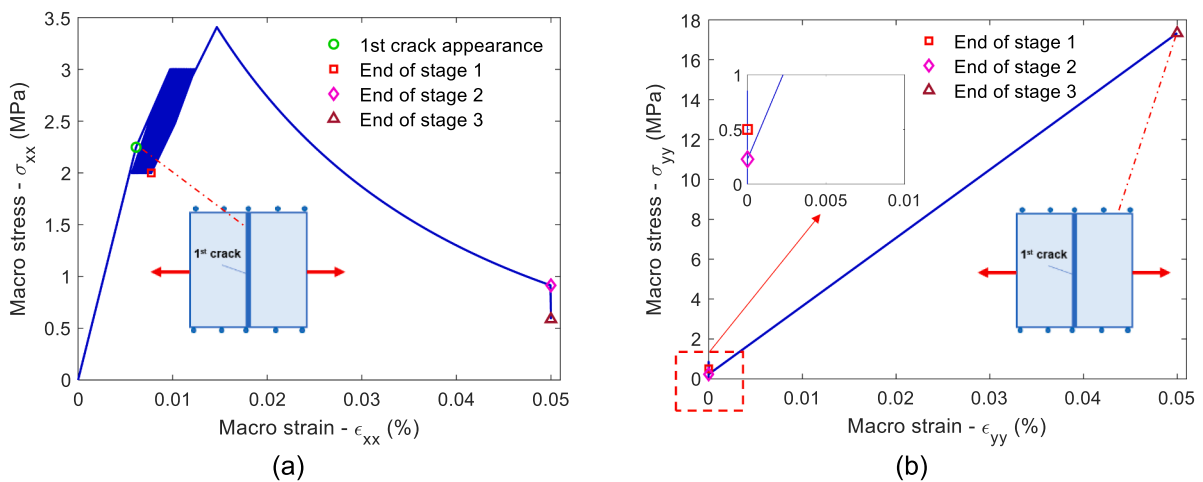 3.5
3
2.5
2
1.5
1
0.5
0
Macro stress - σxx (MPa)
1st crack appearance
End of stage 1
End of stage 2
End of stage 3
1st crack
0
0.01
0.02
0.03
0.04
0.05
Macro strain - ϵxx (%)
(a)
18
16
14
12
10
8
6
4
2
0
Macro stress - σyy (MPa)
End of stage 1
End of stage 2
End of stage 3
1
0.5
0
0
0.005
0.01
1st crack
0
0.01
0.02
0.03
0.04
0.05
Macro strain - ϵyy (%)
(b)